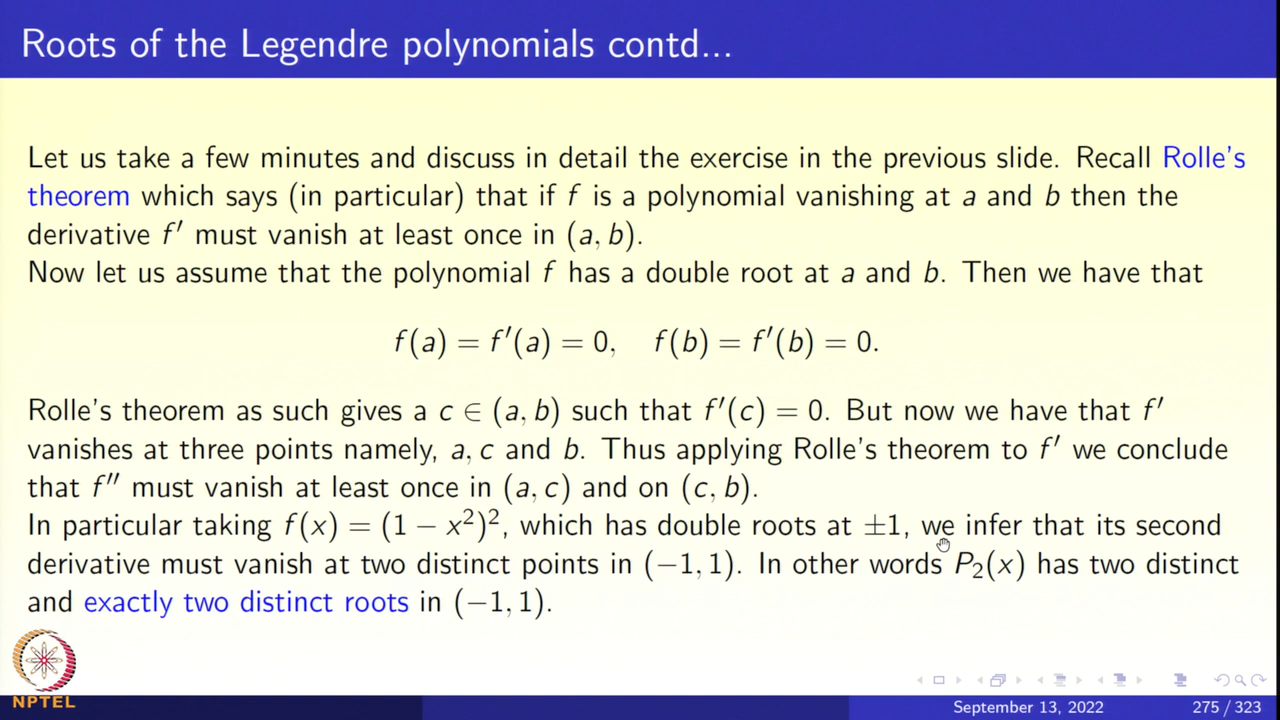 Roots of the Legendre polynomials contd...
Let us take a few minutes and discuss in detail the exercise in the previous slide. Recall Rolle's
theorem which says (in particular) that if f is a polynomial vanishing at a and b then the
derivative f′ must vanish at least once in (a, b).
Now let us assume that the polynomial f has a double root at a and b. Then we have that
f(a) = f′(a) = 0, f(b) = f′(b) = 0.
Rolle's theorem as such gives a c ∈ (a, b) such that f′(c) = 0. But now we have that f′
vanishes at three points namely, a, c and b. Thus applying Rolle's theorem to f′ we conclude
that f″ must vanish at least once in (a, c) and on (c, b).
In particular taking f(x) = (1 − x²)², which has double roots at ±1, we infer that its second
derivative must vanish at two distinct points in (−1, 1). In other words P₂(x) has two distinct
and exactly two distinct roots in (−1, 1).
NPTEL
September 13, 2022 275 / 323